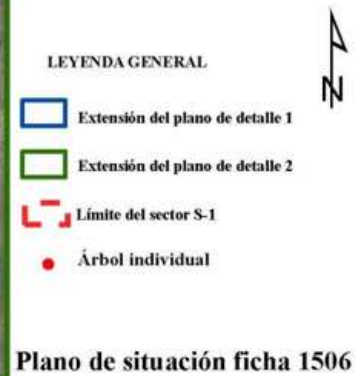 N
LEYENDA GENERAL
Extensión del plano de detalle 1
Extensión del plano de detalle 2
Límite del sector S-1
Árbol individual
Plano de situación ficha 1506